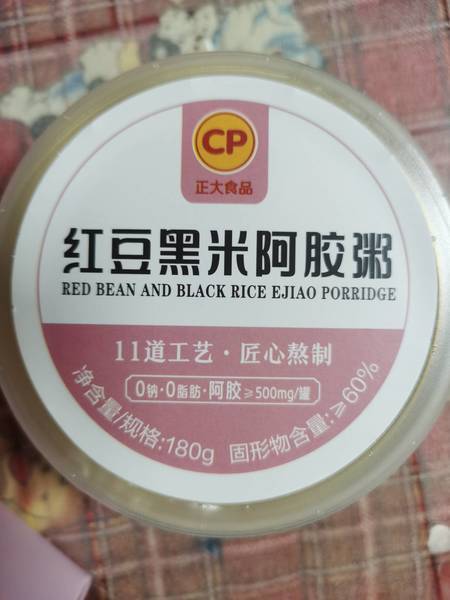 CP
正大食品
红豆黑米阿胶粥
RED BEAN AND BLACK RICE EJIAO PORRIDGE
11道工艺·匠心熬制
0钠·0脂肪·阿胶≥500mg/罐
净含量/规格:180g 固形物含量:≥60%